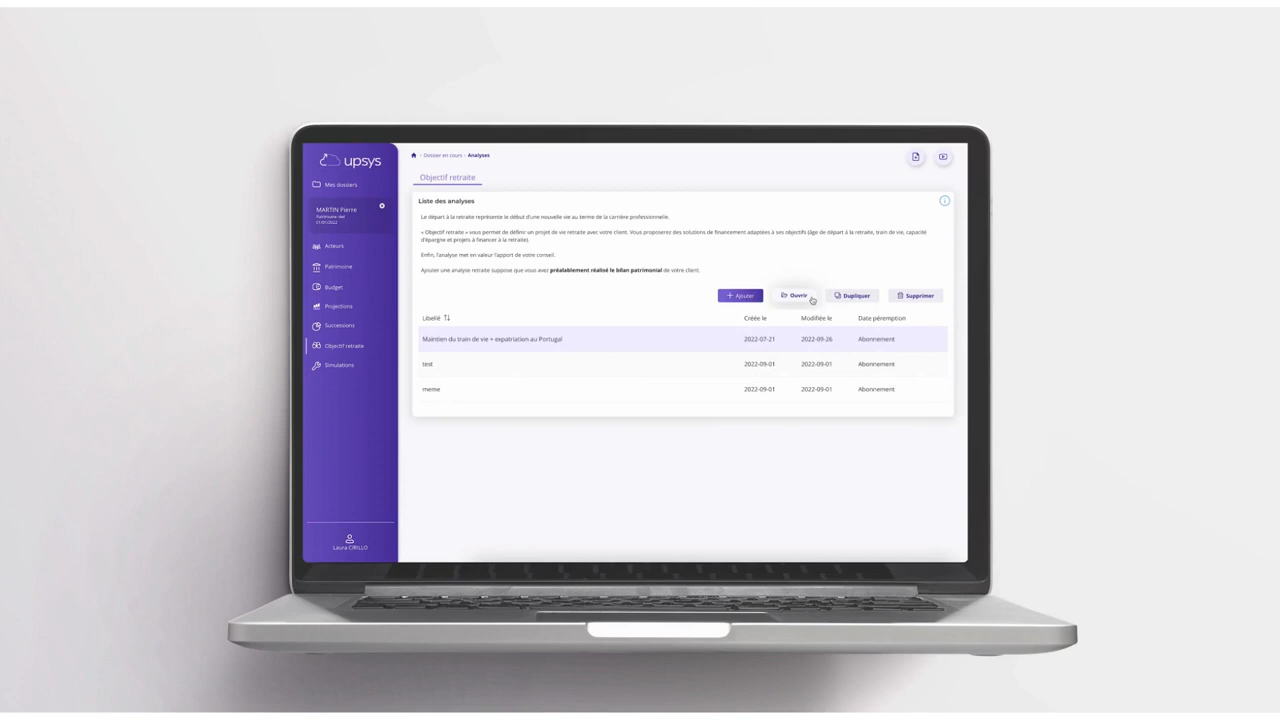 upsys
Mes dossiers
MARTIN Pierre
Patrimoine réel
01/01/2022
Acteurs
Patrimoine
Budget
Projections
Successions
Objectif retraite
Simulations
Laura CIRILLO
> Dossier en cours > Analyses
Objectif retraite
Liste des analyses
Le départ à la retraite représente le début d'une nouvelle vie au terme de la carrière professionnelle.
« Objectif retraite » vous permet de définir un projet de vie retraite avec votre client. Vous proposerez des solutions de financement adaptées à ses objectifs (âge de départ à la retraite, train de vie, capacité
d'épargne et projets à financer à la retraite).
Enfin, l'analyse met en valeur l'apport de votre conseil.
Ajouter une analyse retraite suppose que vous avez préalablement réalisé le bilan patrimonial de votre client.
+ Ajouter Ouvrir Dupliquer Supprimer
Libellé Créée le Modifiée le Date péremption
Maintien du train de vie + expatriation au Portugal 2022-07-21 2022-09-26 Abonnement
test 2022-09-01 2022-09-01 Abonnement
meme 2022-09-01 2022-09-01 Abonnement